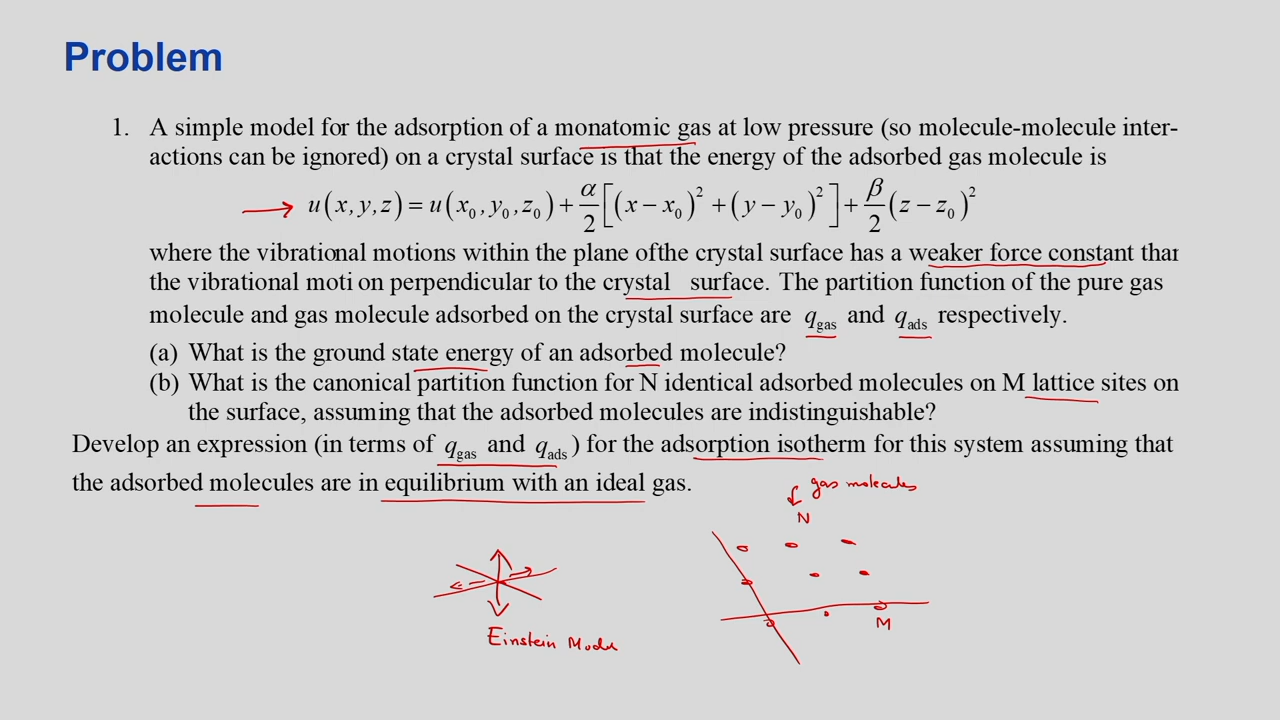 Problem
1. A simple model for the adsorption of a monatomic gas at low pressure (so molecule-molecule inter-
actions can be ignored) on a crystal surface is that the energy of the adsorbed gas molecule is
u(x, y, z) = u(x₀, y₀, z₀) + α/2 [(x − x₀)² + (y − y₀)²] + β/2 (z − z₀)²
where the vibrational motions within the plane ofthe crystal surface has a weaker force constant than
the vibrational moti on perpendicular to the crystal surface. The partition function of the pure gas
molecule and gas molecule adsorbed on the crystal surface are q_gas and q_ads respectively.
(a) What is the ground state energy of an adsorbed molecule?
(b) What is the canonical partition function for N identical adsorbed molecules on M lattice sites on
the surface, assuming that the adsorbed molecules are indistinguishable?
Develop an expression (in terms of q_gas and q_ads) for the adsorption isotherm for this system assuming that
the adsorbed molecules are in equilibrium with an ideal gas.
gas molecules
N
M
Einstein Model